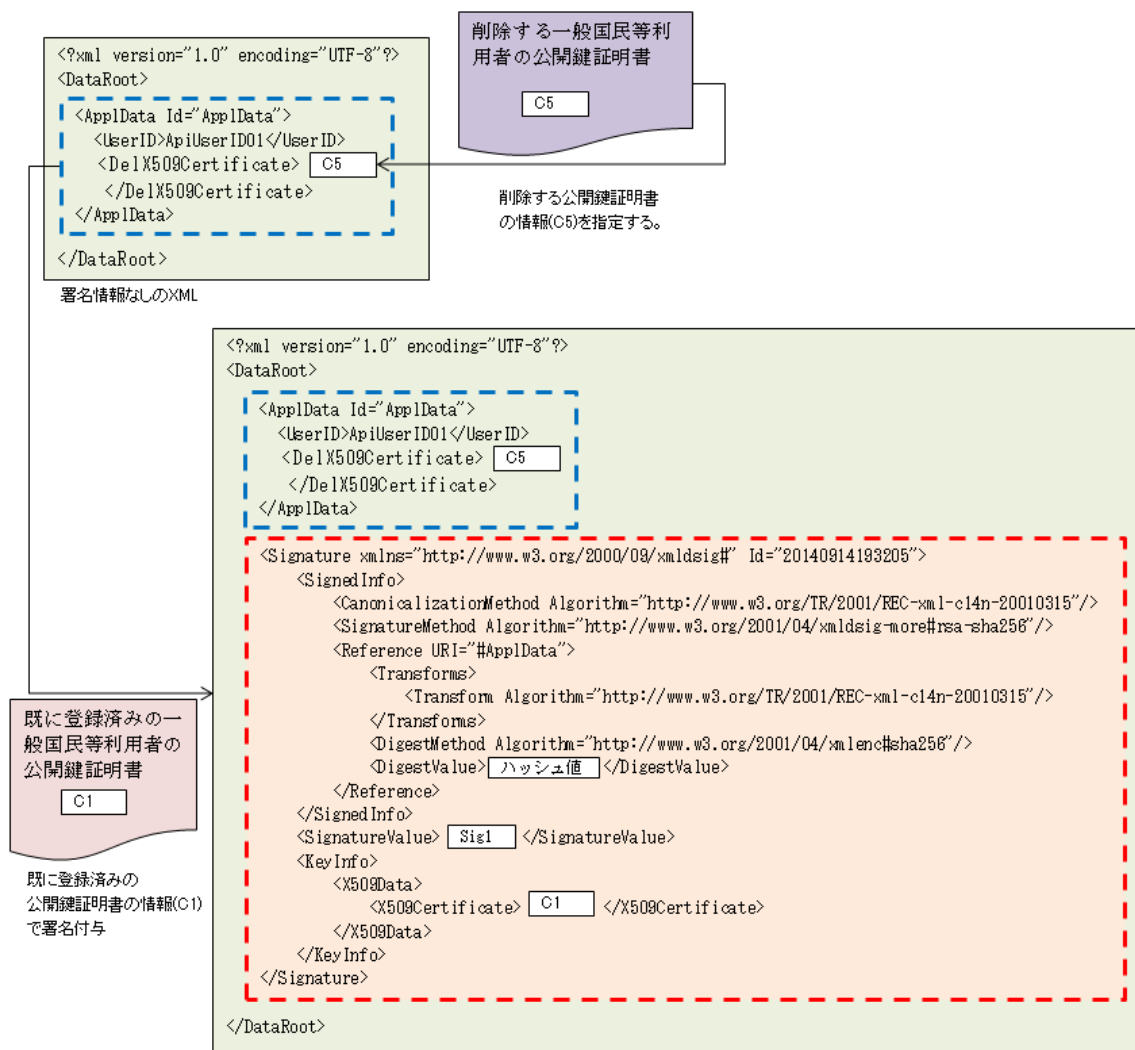 <?xml version="1.0" encoding="UTF-8"?>
<DataRoot>
<ApplData Id="ApplData">
<UserID>ApiUserID01</UserID>
<DelX509Certificate> C5
</DelX509Certificate>
</ApplData>
</DataRoot>
署名情報なしのXML
削除する一般国民等利
用者の公開鍵証明書
C5
削除する公開鍵証明書
の情報(C5)を指定する。
<?xml version="1.0" encoding="UTF-8"?>
<DataRoot>
<ApplData Id="ApplData">
<UserID>ApiUserID01</UserID>
<DelX509Certificate> C5
</DelX509Certificate>
</ApplData>
<Signature xmlns="http://www.w3.org/2000/09/xmldsig#" Id="20140914193205">
<SignedInfo>
<CanonicalizationMethod Algorithm="http://www.w3.org/TR/2001/REC-xml-c14n-20010315"/>
<SignatureMethod Algorithm="http://www.w3.org/2001/04/xmldsig-more#rsa-sha256"/>
<Reference URI="#ApplData">
<Transforms>
<Transform Algorithm="http://www.w3.org/TR/2001/REC-xml-c14n-20010315"/>
</Transforms>
<DigestMethod Algorithm="http://www.w3.org/2001/04/xmlenc#sha256"/>
<DigestValue> ハッシュ値 </DigestValue>
</Reference>
</SignedInfo>
<SignatureValue> Sig1 </SignatureValue>
<KeyInfo>
<X509Data>
<X509Certificate> C1 </X509Certificate>
</X509Data>
</KeyInfo>
</Signature>
</DataRoot>
既に登録済みの一
般国民等利用者の
公開鍵証明書
C1
既に登録済みの
公開鍵証明書の情報(C1)
で署名付与